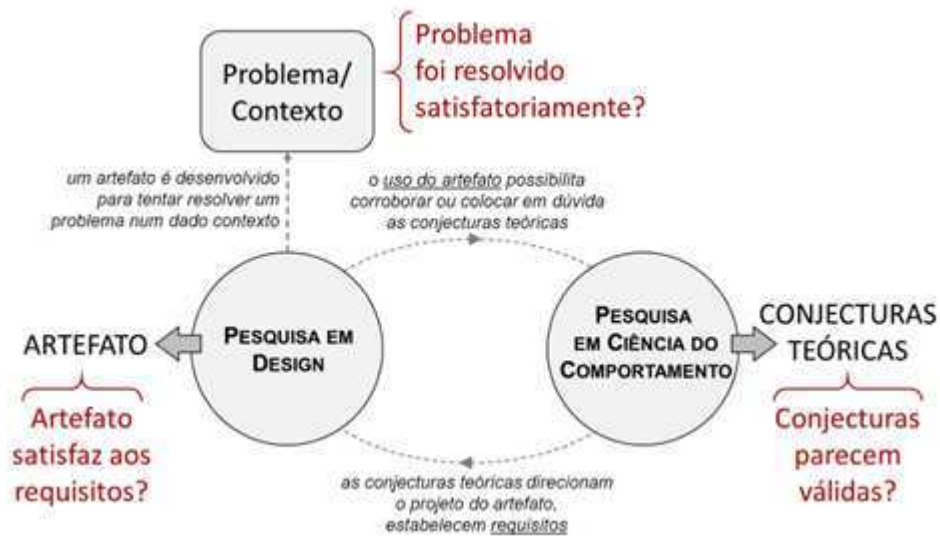 Problema/
Contexto
Problema
foi resolvido
satisfatoriamente?
um artefato é desenvolvido
para tentar resolver um
problema num dado contexto
o uso do artefato possibilita
corroborar ou colocar em dúvida
as conjecturas teóricas
ARTEFATO
PESQUISA EM
DESIGN
PESQUISA
EM CIÊNCIA DO
COMPORTAMENTO
CONJECTURAS
TEÓRICAS
Artefato
satisfaz aos
requisitos?
Conjecturas
parecem
válidas?
as conjecturas teóricas direcionam
o projeto do artefato,
estabelecem requisitos